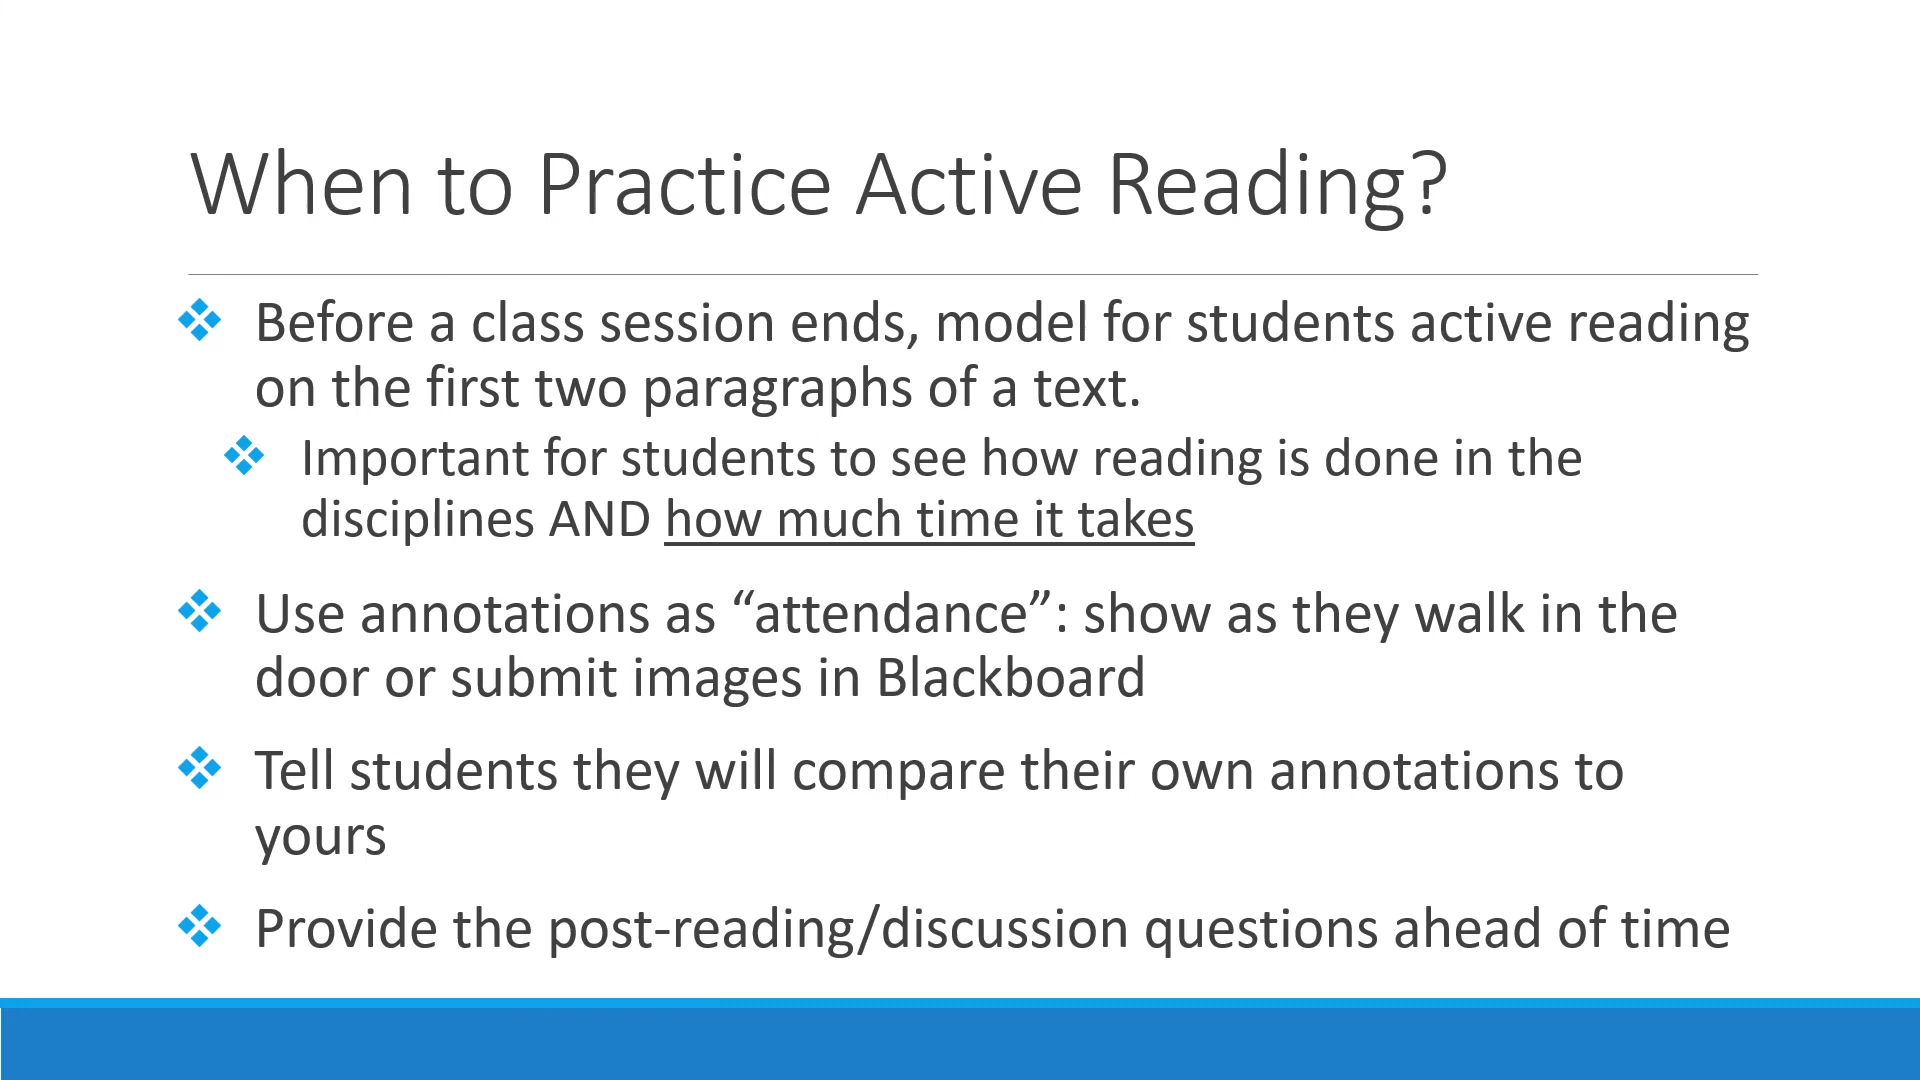 When to Practice Active Reading?
Before a class session ends, model for students active reading
on the first two paragraphs of a text.
Important for students to see how reading is done in the
disciplines AND how much time it takes
Use annotations as “attendance”: show as they walk in the
door or submit images in Blackboard
Tell students they will compare their own annotations to
yours
Provide the post-reading/discussion questions ahead of time